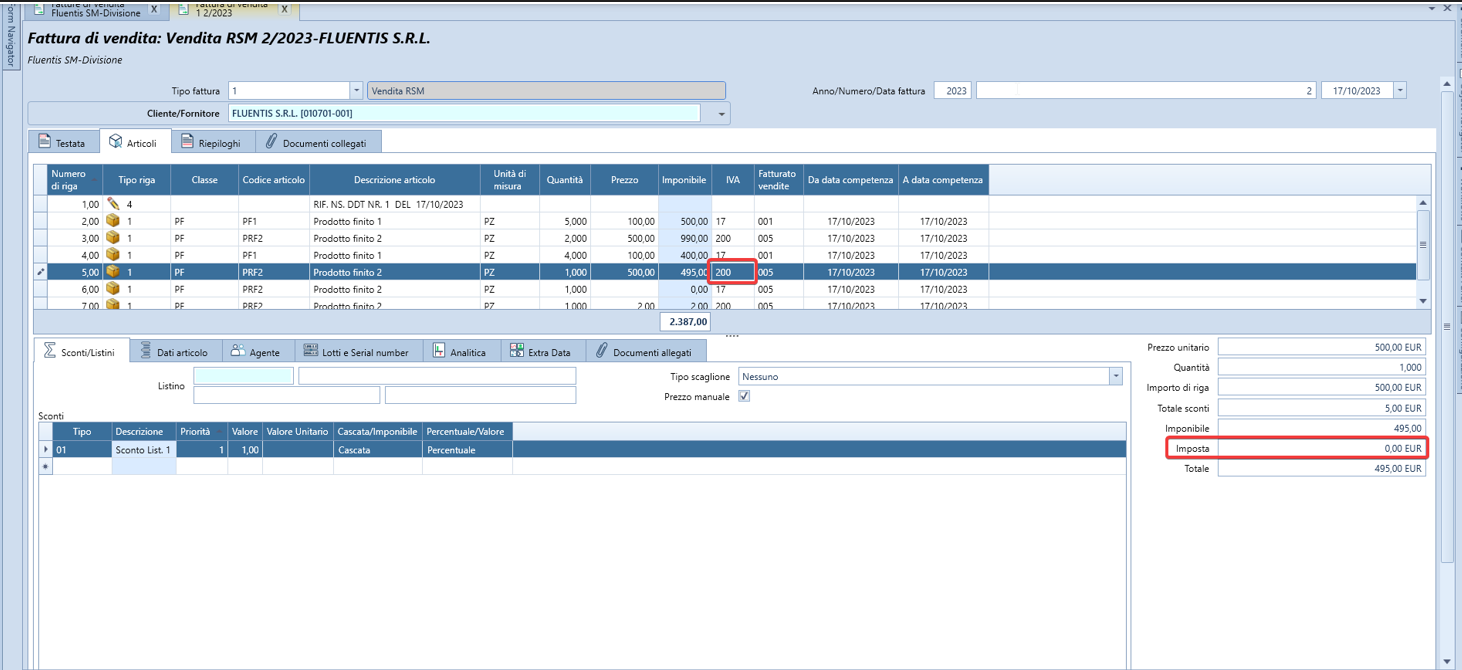 Form Navigator
Fatture di vendita
Fluentis SM-Divisione X
Fattura di vendita
1 2/2023 X
Fattura di vendita: Vendita RSM 2/2023-FLUENTIS S.R.L.
Fluentis SM-Divisione
Tipo fattura 1 Vendita RSM Anno/Numero/Data fattura 2023 2 17/10/2023
Cliente/Fornitore FLUENTIS S.R.L. [010701-001]
Testata Articoli Riepiloghi Documenti collegati
Numero di riga Tipo riga Classe Codice articolo Descrizione articolo Unità di misura Quantità Prezzo Imponibile IVA Fatturato vendite Da data competenza A data competenza
1,00 4 RIF. NS. DDT NR. 1 DEL 17/10/2023
2,00 1 PF PF1 Prodotto finito 1 PZ 5,000 100,00 500,00 17 001 17/10/2023 17/10/2023
3,00 1 PF PRF2 Prodotto finito 2 PZ 2,000 500,00 990,00 200 005 17/10/2023 17/10/2023
4,00 1 PF PF1 Prodotto finito 1 PZ 4,000 100,00 400,00 17 001 17/10/2023 17/10/2023
5,00 1 PF PRF2 Prodotto finito 2 PZ 1,000 500,00 495,00 200 005 17/10/2023 17/10/2023
6,00 1 PF PRF2 Prodotto finito 2 PZ 1,000 0,00 17 005 17/10/2023 17/10/2023
7,00 1 PF PRF2 Prodotto finito 2 PZ 1,000 2,00 2,00 200 005 17/10/2023 17/10/2023
2.387,00
Sconti/Listini Dati articolo Agente Lotti e Serial number Analitica Extra Data Documenti allegati
Listino
Tipo scaglione Nessuno
Prezzo manuale
Sconti
Tipo Descrizione Priorità Valore Valore Unitario Cascata/Imponibile Percentuale/Valore
01 Sconto List. 1 1 1,00 Cascata Percentuale
Prezzo unitario 500,00 EUR
Quantità 1,000
Importo di riga 500,00 EUR
Totale sconti 5,00 EUR
Imponibile 495,00
Imposta 0,00 EUR
Totale 495,00 EUR